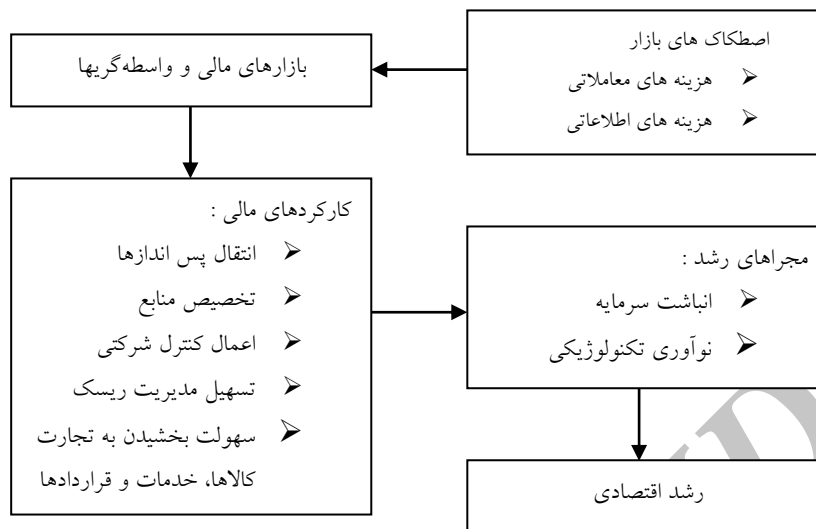 اصطکاک های بازار
➢ هزینه های معاملاتی
➢ هزینه های اطلاعاتی
بازارهای مالی و واسطه‌گریها
کارکردهای مالی :
➢ انتقال پس اندازها
➢ تخصیص منابع
➢ اعمال کنترل شرکتی
➢ تسهیل مدیریت ریسک
➢ سهولت بخشیدن به تجارت
کالاها، خدمات و قراردادها
مجراهای رشد :
➢ انباشت سرمایه
➢ نوآوری تکنولوژیکی
رشد اقتصادی